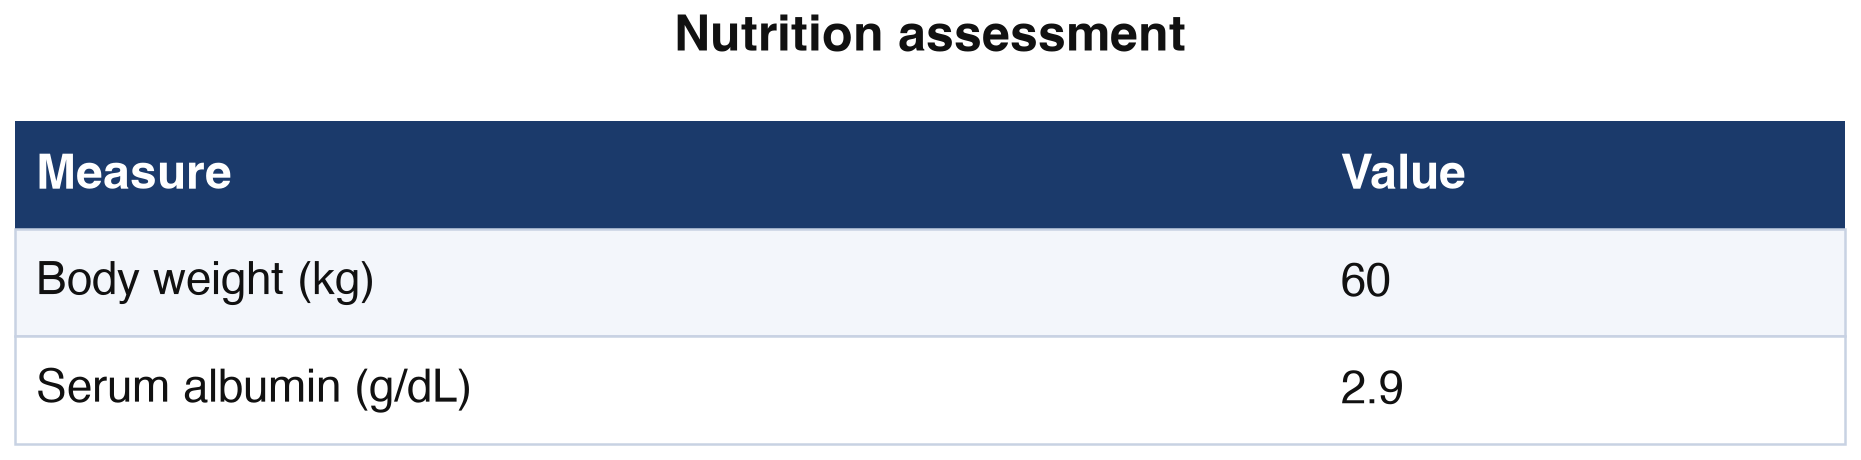 Nutrition assessment
Measure Value
Body weight (kg) 60
Serum albumin (g/dL) 2.9